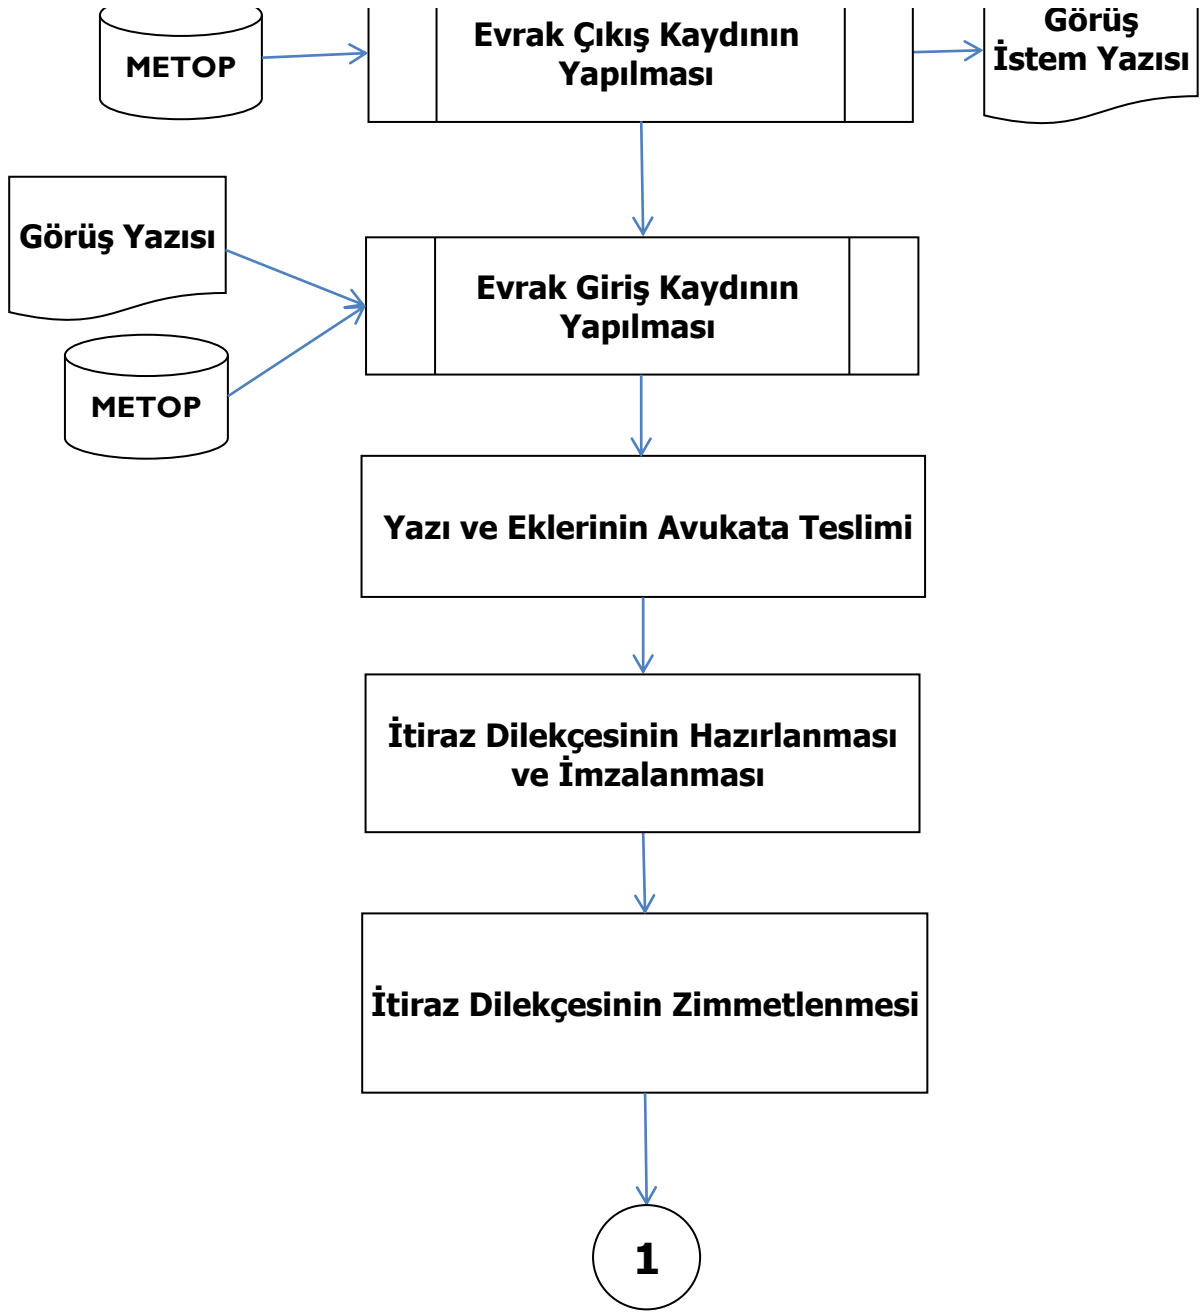 METOP
Evrak Çıkış Kaydının
Yapılması
Görüş
İstem Yazısı
Görüş Yazısı
Evrak Giriş Kaydının
Yapılması
METOP
Yazı ve Eklerinin Avukata Teslimi
İtiraz Dilekçesinin Hazırlanması
ve İmzalanması
İtiraz Dilekçesinin Zimmetlenmesi
1